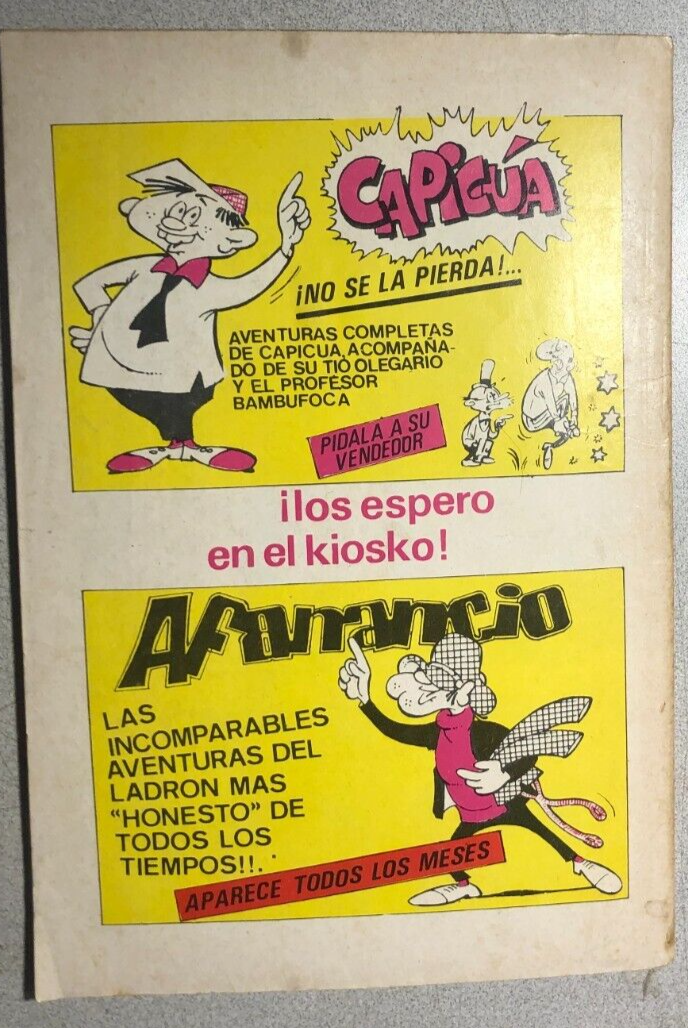 CAPICÚA
¡NO SE LA PIERDA!...
AVENTURAS COMPLETAS
DE CAPICUA, ACOMPAÑA-
DO DE SU TIO OLEGARIO
Y EL PROFESOR
BAMBUFOCA
PIDALA A SU
VENDEDOR
¡los espero
en el kiosko!
Afanancio
LAS
INCOMPARABLES
AVENTURAS DEL
LADRON MAS
“HONESTO” DE
TODOS LOS
TIEMPOS!!.
APARECE TODOS LOS MESES